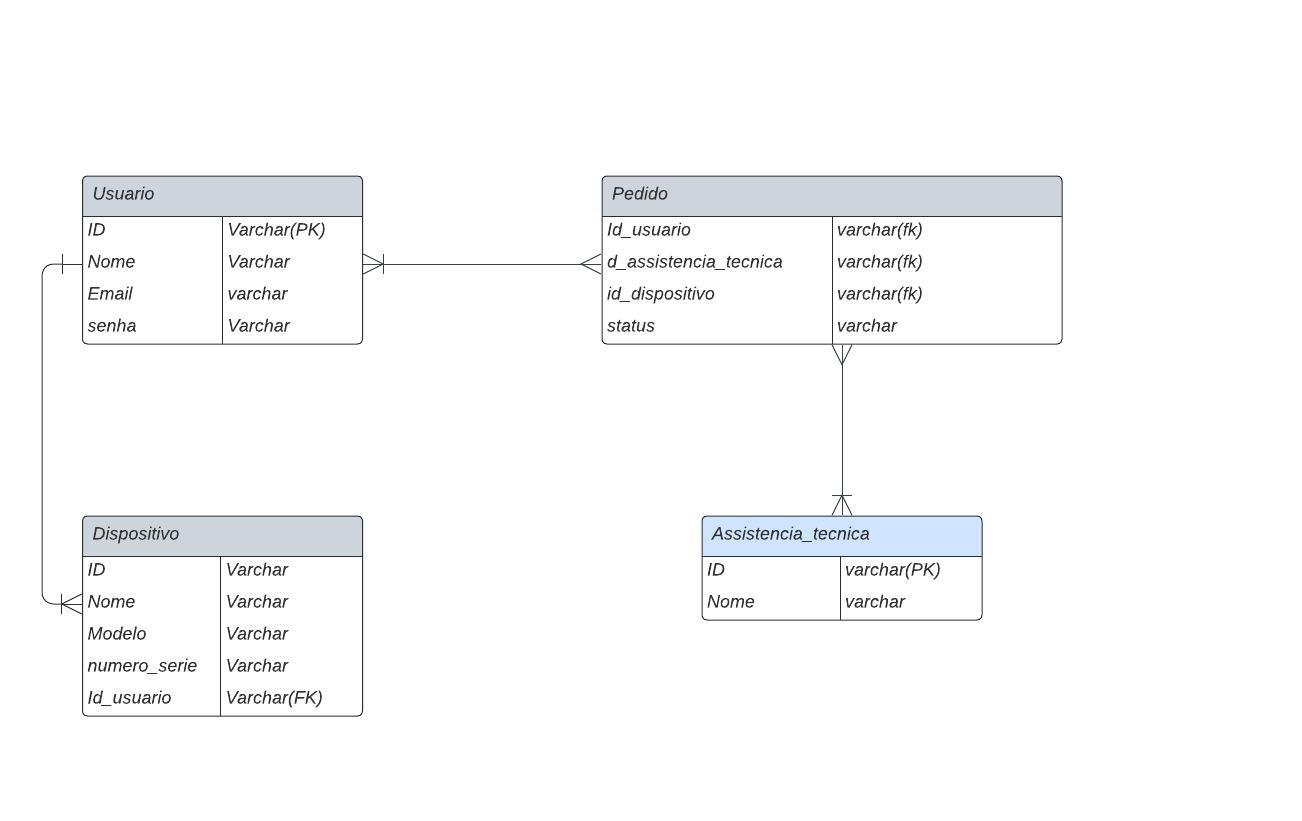 Usuario
ID Varchar(PK)
Nome Varchar
Email varchar
senha Varchar
Pedido
Id_usuario varchar(fk)
d_assistencia_tecnica varchar(fk)
id_dispositivo varchar(fk)
status varchar
Dispositivo
ID Varchar
Nome Varchar
Modelo Varchar
numero_serie Varchar
Id_usuario Varchar(FK)
Assistencia_tecnica
ID varchar(PK)
Nome varchar